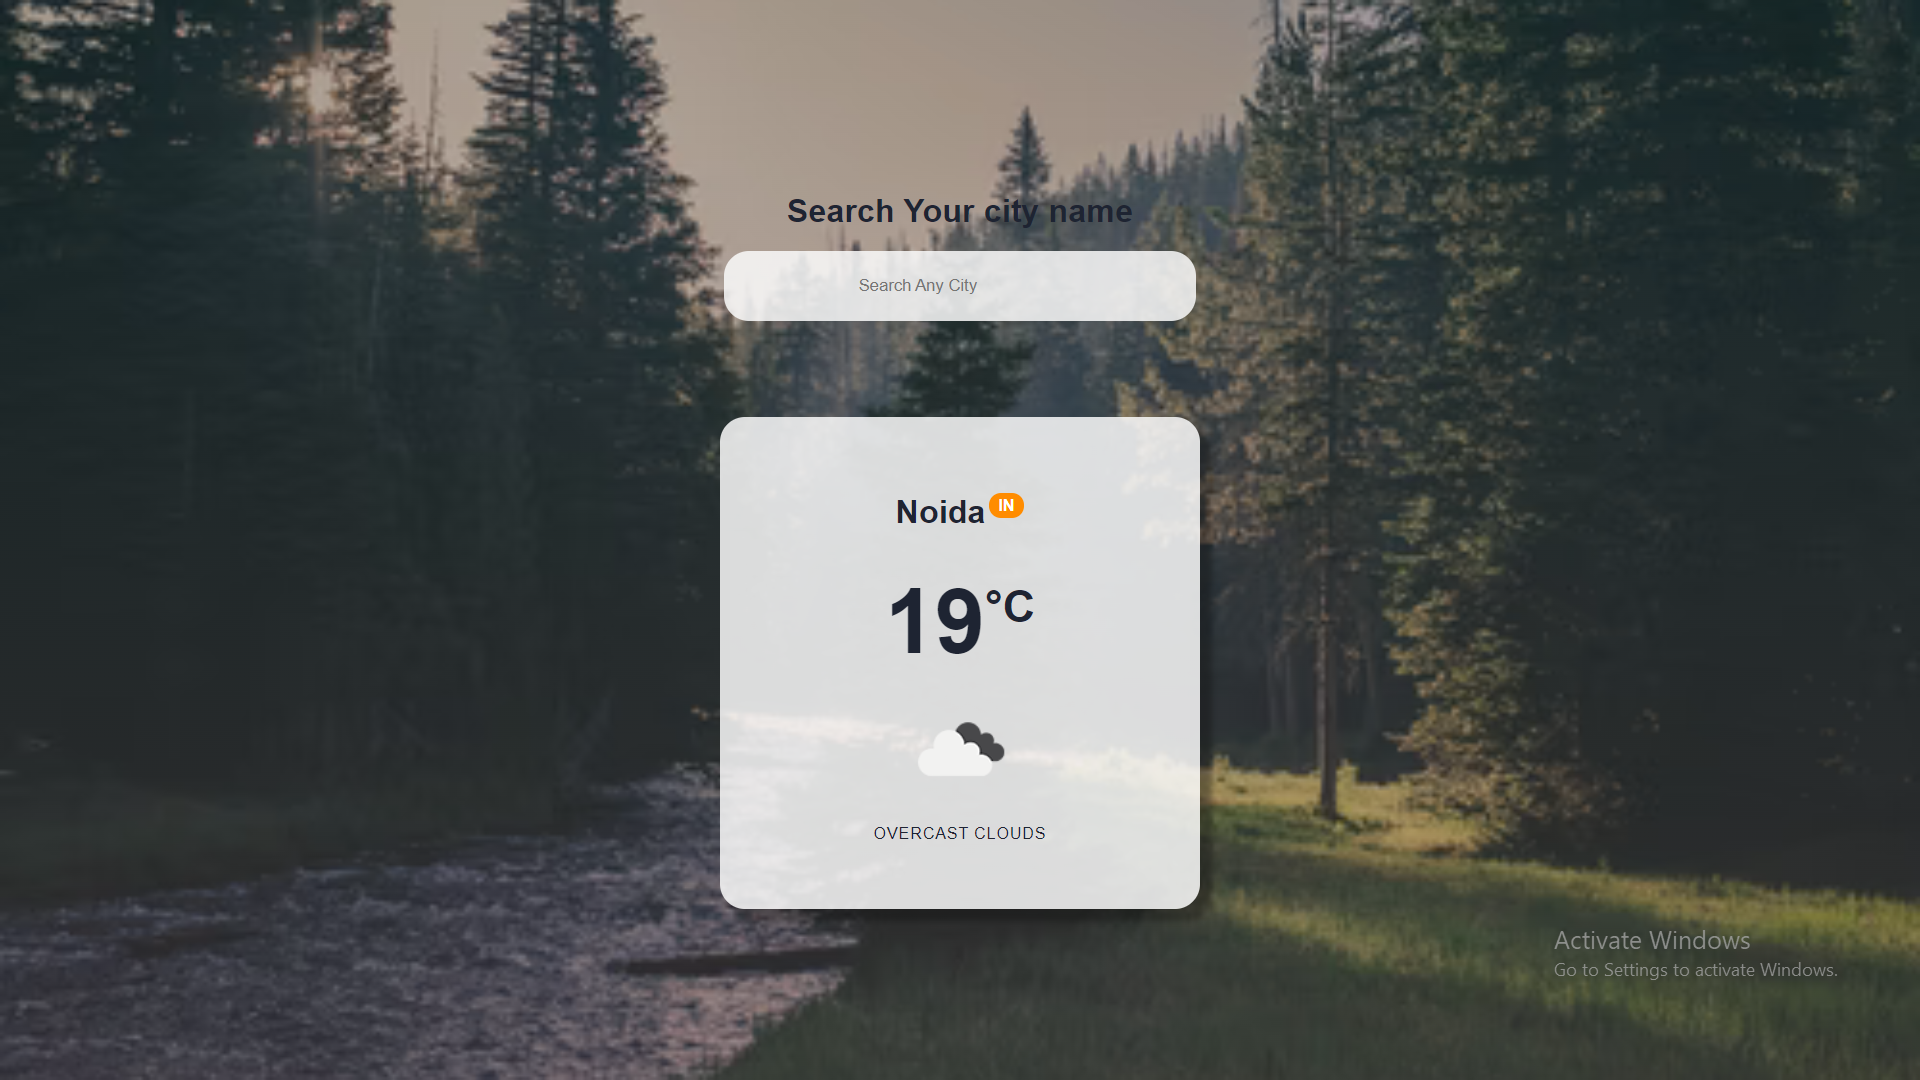 Search Your city name
Search Any City
Noida IN
19°C
OVERCAST CLOUDS
Activate Windows
Go to Settings to activate Windows.